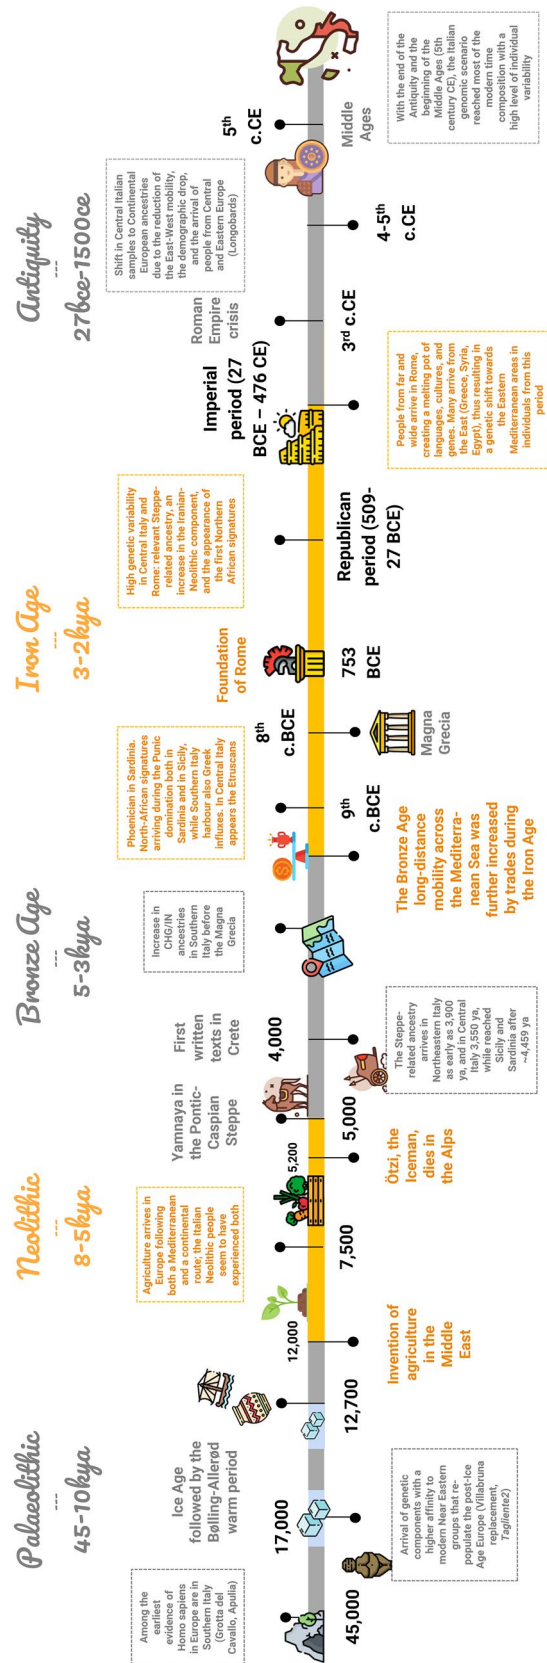 Palaeolithic
---
45-10kya
Neolithic
---
8-5kya
Bronze Age
---
5-3kya
Iron Age
---
3-2kya
Antiquity
---
27bce-1500ce
Among the
earliest
evidence of
Homo sapiens
in Europe are in
Southern Italy
(Grotta del
Cavallo, Apulia)
45,000
17,000
Ice Age
followed by the
Bølling-Allerød
warm period
Arrival of genetic
components with a
higher affinity to
modern Near Eastern
groups that re-
populate the post-Ice
Age Europe (Villabruna
replacement,
Tagliente2)
12,700
12,000
Invention of
agriculture
in the
Middle
East
7,500
Agriculture arrives in
Europe following
both a Mediterranean
and a continental
route; the Italian
Neolithic people
seem to have
experienced both
5,200
Ötzi, the
Iceman,
dies in
the Alps
5,000
Yamnaya in
the Pontic-
Caspian
Steppe
4,000
First
written
texts in
Crete
The Steppe-
related ancestry
arrives in
Northeastern Italy
as early as 3,900
ya, and in Central
Italy 3,550 ya,
while reached
Sicily and
Sardinia after
~4,459 ya
Increase in
CHG/IN
ancestries
in Southern
Italy before
the Magna
Grecia
The Bronze Age
long-distance
mobility across
the Mediterra-
nean Sea was
further increased
by trades during
the Iron Age
9th
c.BCE
Phoenician in Sardinia.
North-African signatures
arriving during the Punic
domination both in
Sardinia and in Sicily,
while Southern Italy
harbour also Greek
influxes. In Central Italy
appears the Etruscans
8th
c.BCE
Magna
Grecia
Foundation
of Rome
753
BCE
Republican
period (509-
27 BCE)
High genetic variability
in Central Italy and
Rome: relevant Steppe-
related ancestry, an
increase in the Iranian-
Neolithic component,
and the appearance of
the first Northern
African signatures
Imperial
period (27
BCE – 476 CE)
People from far and
wide arrive in Rome,
creating a melting pot of
languages, cultures, and
genes. Many arrive from
the East (Greece, Syria,
Egypt), thus resulting in
a genetic shift towards
the Eastern
Mediterranean areas in
individuals from this
period
Roman
Empire
crisis
3rd c.CE
4-5th
c.CE
Shift in Central Italian
samples to Continental
European ancestries
due to the reduction of
the East-West mobility,
the demographic drop,
and the arrival of
people from Central
and Eastern Europe
(Longobards)
5th
c.CE
Middle
Ages
With the end of the
Antiquity and the
beginning of the
Middle Ages (5th
century CE), the Italian
genomic scenario
reached most of the
modern time
composition with a
high level of individual
variability